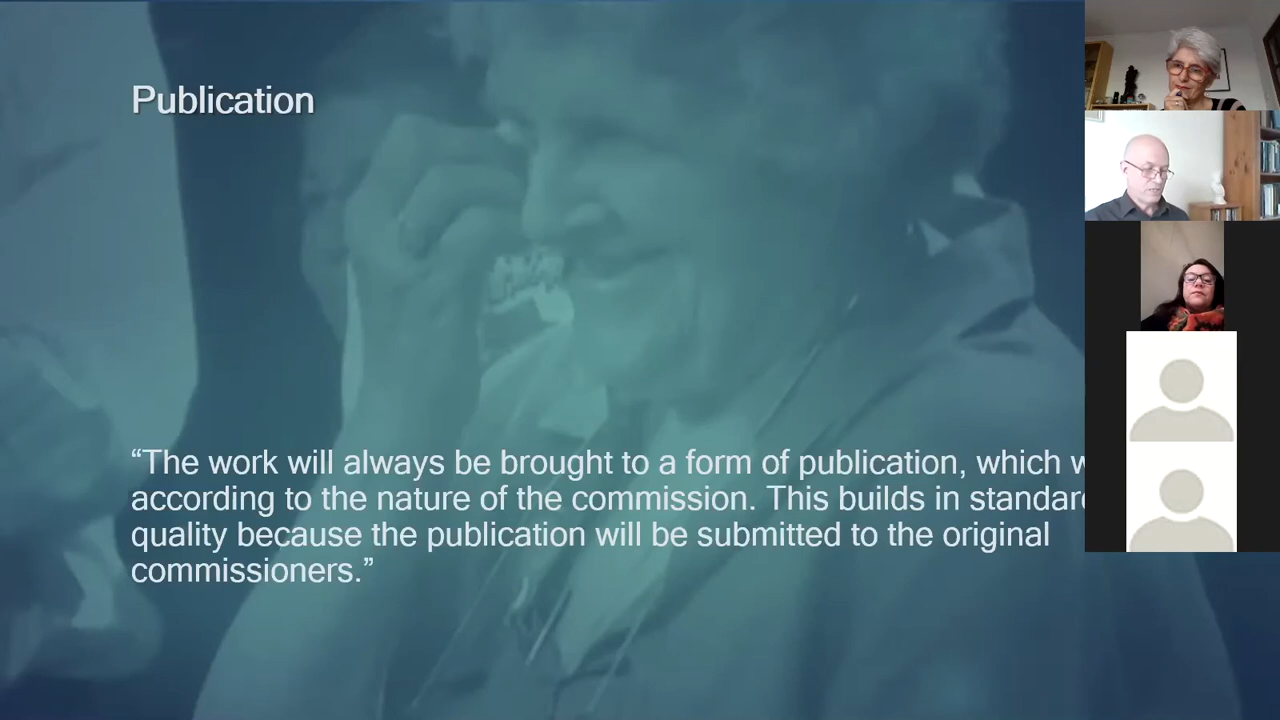 Publication
“The work will always be brought to a form of publication, which
according to the nature of the commission. This builds in
quality because the publication will be submitted to the original
commissioners.”